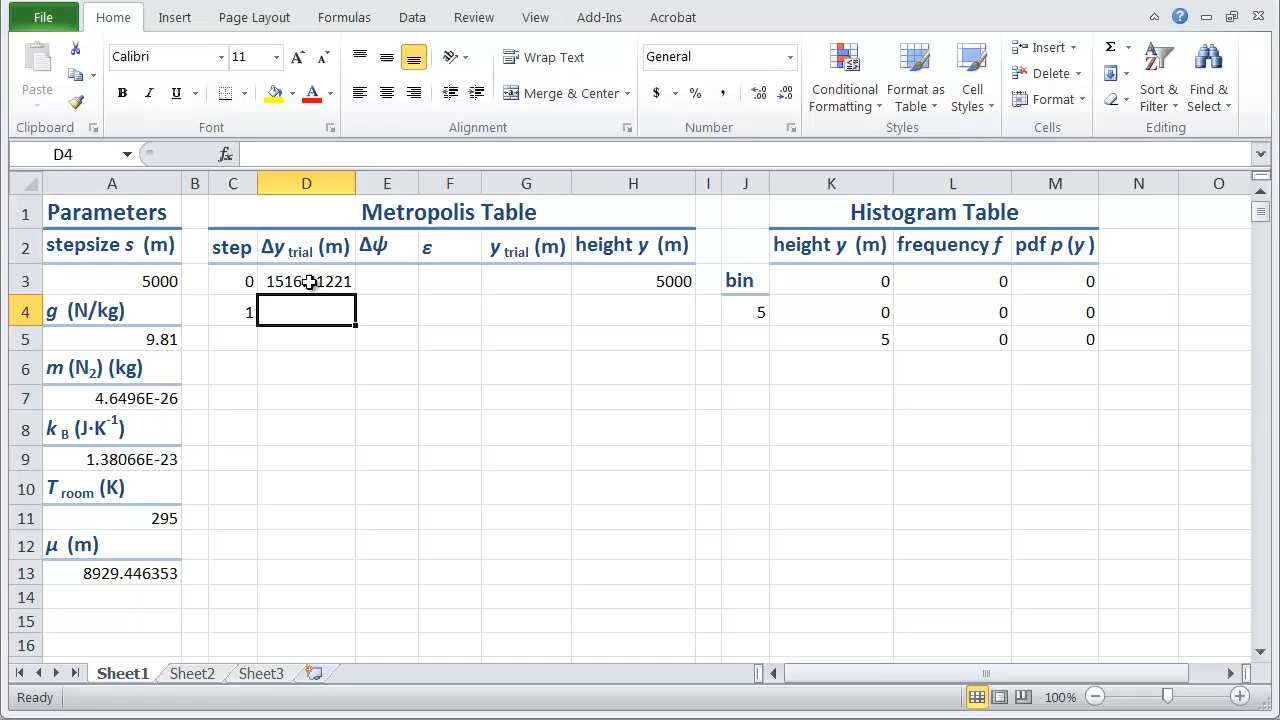 File Home Insert Page Layout Formulas Data Review View Add-Ins Acrobat
Calibri 11 Wrap Text General Insert Σ
Paste B I U A Merge & Center $ % , Conditional Formatting Format as Table Cell Styles Delete Format Sort & Filter Find & Select
Clipboard Font Alignment Number Styles Cells Editing
D4 fx
A B C D E F G H I J K L M N O
1 Parameters Metropolis Table Histogram Table
2 stepsize s (m) step Δy trial (m) Δψ ε y trial (m) height y (m) height y (m) frequency f pdf p (y)
3 5000 0 1516 1221 5000 bin 0 0 0
4 g (N/kg) 1 5 0 0 0
5 9.81 5 0 0
6 m (N₂) (kg)
7 4.6496E-26
8 k B (J·K⁻¹)
9 1.38066E-23
10 T room (K)
11 295
12 μ (m)
13 8929.446353
14
15
16
Sheet1 Sheet2 Sheet3
Ready 100%